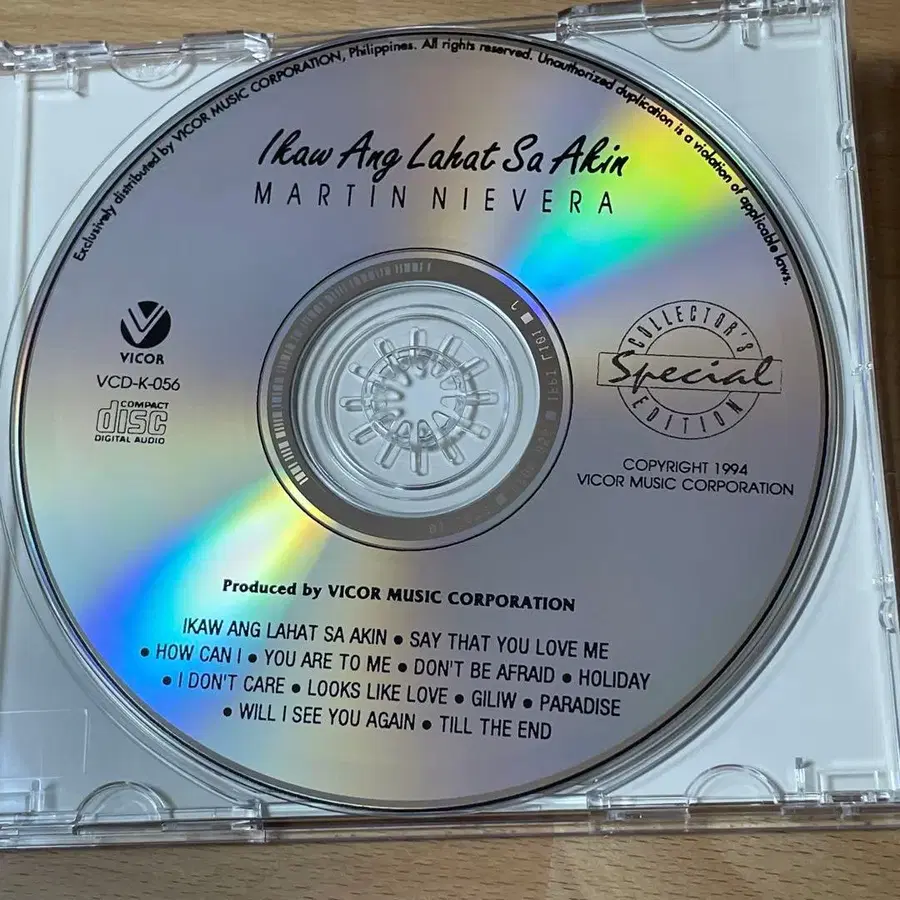 Exclusively distributed by VICOR MUSIC CORPORATION, Philippines. All rights reserved. Unauthorized duplication is a violation of applicable laws.
Ikaw Ang Lahat Sa Akin
MARTIN NIEVERA
VICOR
VCD-K-056
COMPACT
disc
DIGITAL AUDIO
COLLECTOR'S
Special
EDITION
COPYRIGHT 1994
VICOR MUSIC CORPORATION
Produced by VICOR MUSIC CORPORATION
IKAW ANG LAHAT SA AKIN • SAY THAT YOU LOVE ME
• HOW CAN I • YOU ARE TO ME • DON'T BE AFRAID • HOLIDAY
• I DON'T CARE • LOOKS LIKE LOVE • GILIW • PARADISE
• WILL I SEE YOU AGAIN • TILL THE END